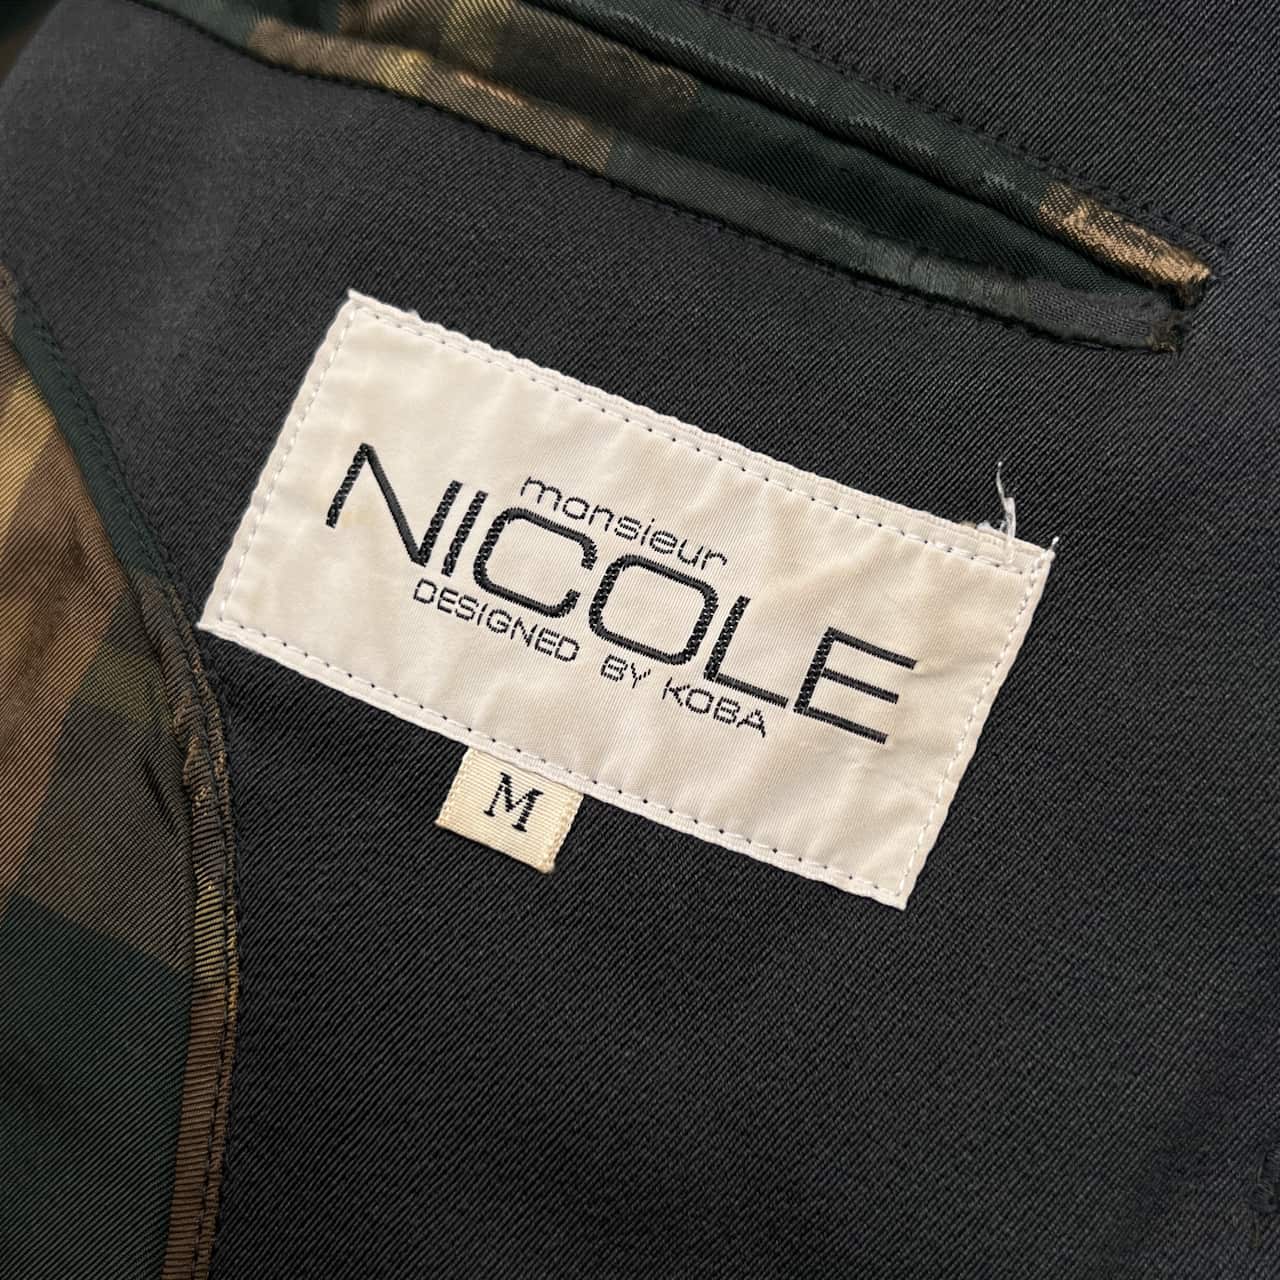 monsieur
NICOLE
DESIGNED BY KOBA
M